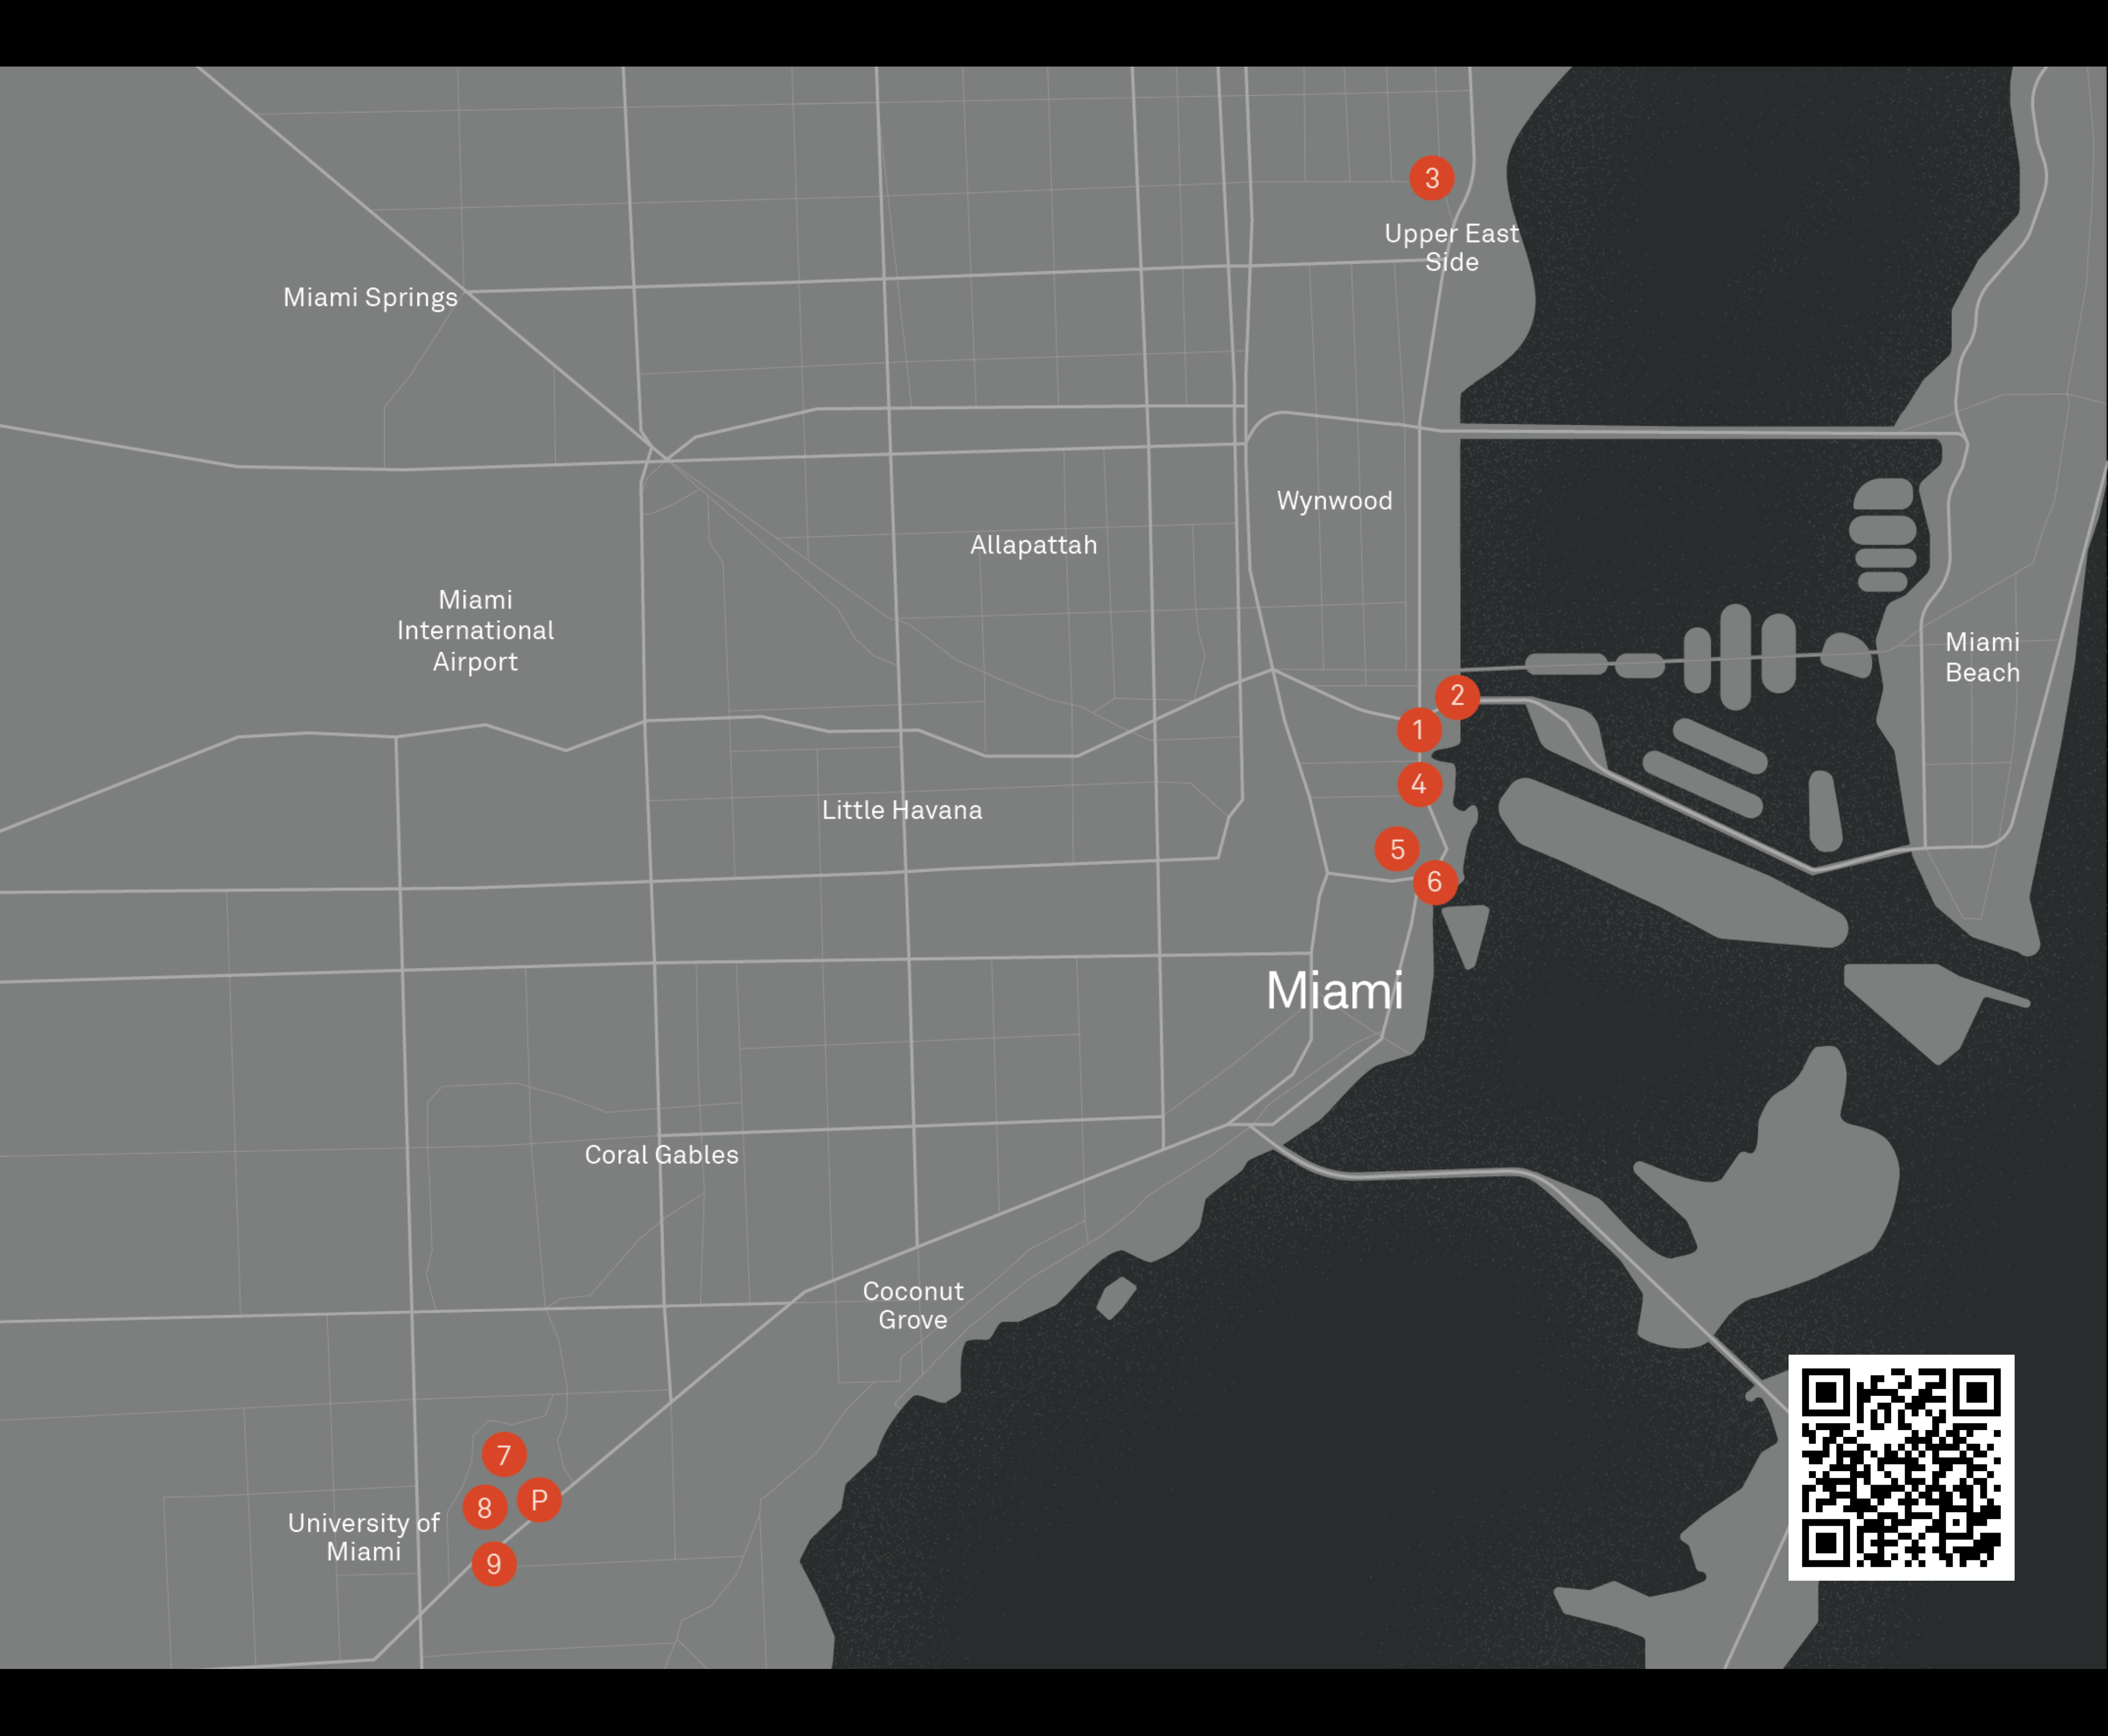 3
Upper East
Side
Miami Springs
Wynwood
Allapattah
Miami
International
Airport
Miami
Beach
2
1
4
Little Havana
5
6
Miami
Coral Gables
Coconut
Grove
7
8
P
University of
Miami
9